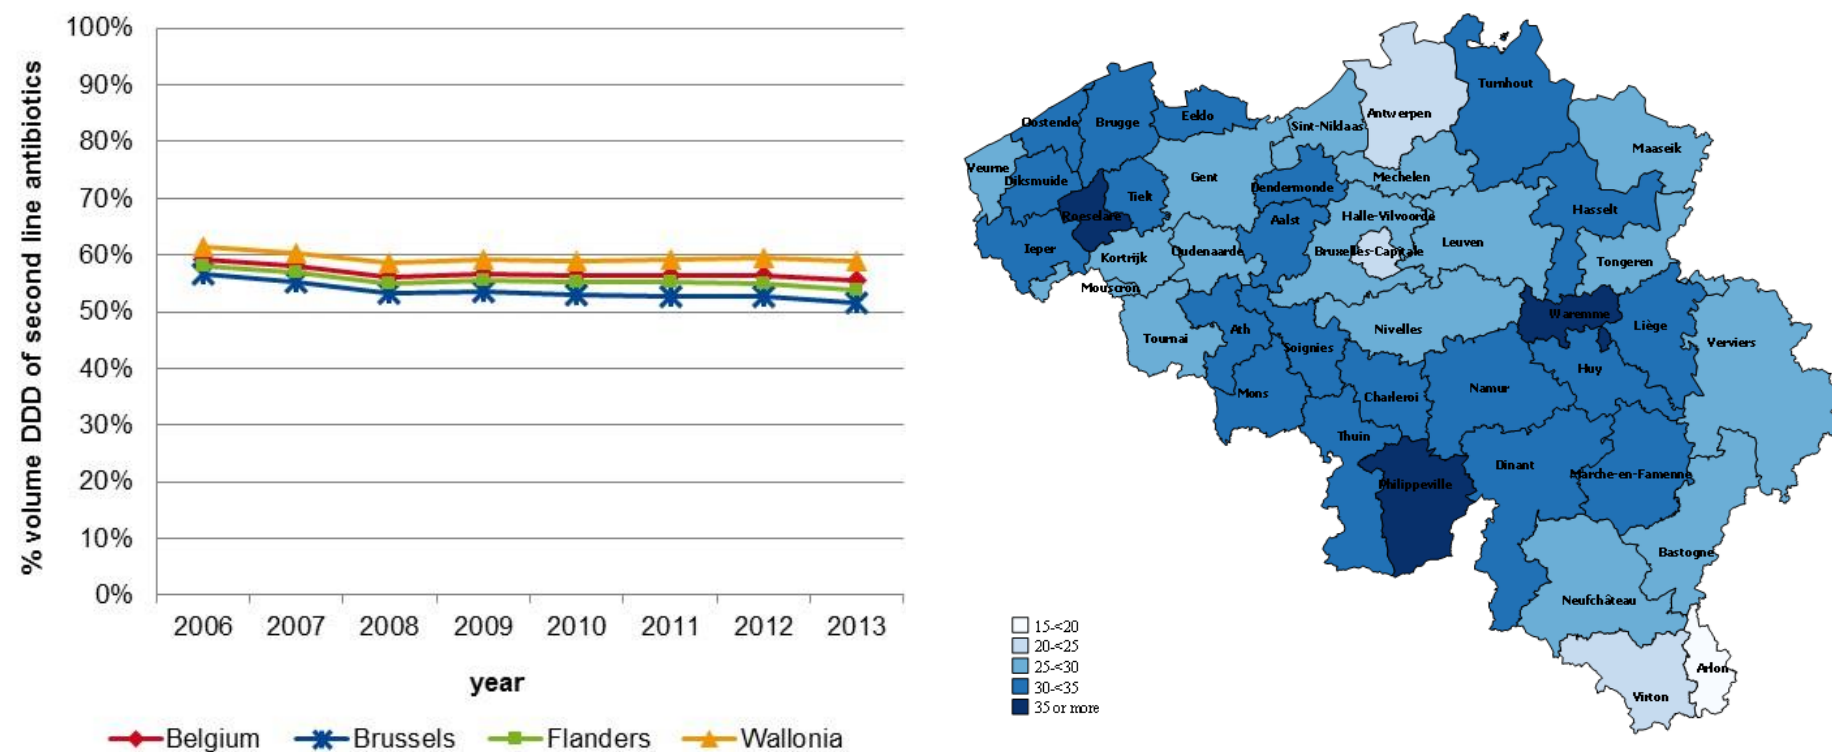 % volume DDD of second line antibiotics
100%
90%
80%
70%
60%
50%
40%
30%
20%
10%
0%
2006 2007 2008 2009 2010 2011 2012 2013
year
Belgium Brussels Flanders Wallonia
Turnhout
Antwerpen
Eeklo
Oostende
Brugge
Sint-Niklaas
Maaseik
Veurne
Gent
Mechelen
Diksmuide
Dendermonde
Tielt
Hasselt
Roeselare
Halle-Vilvoorde
Aalst
Leuven
Ieper
Oudenaarde
Bruxelles-Capitale
Kortrijk
Tongeren
Mouscron
Waremme
Liège
Ath
Nivelles
Tournai
Verviers
Soignies
Huy
Namur
Mons
Charleroi
Thuin
Dinant
Marche-en-Famenne
Philippeville
Bastogne
Neufchâteau
Arlon
Virton
15-<20
20-<25
25-<30
30-<35
35 or more